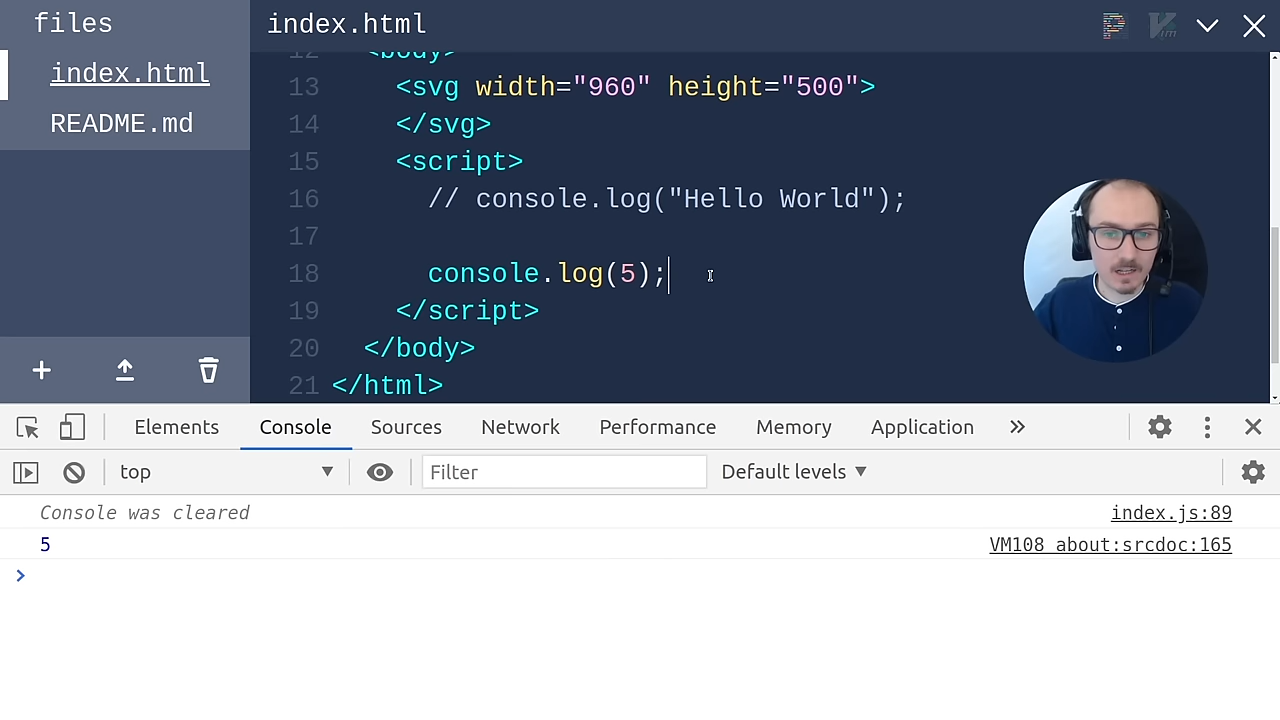 files
index.html
index.html
README.md
12 <body>
13 <svg width="960" height="500">
14 </svg>
15 <script>
16 // console.log("Hello World");
17
18 console.log(5);
19 </script>
20 </body>
21 </html>
Elements Console Sources Network Performance Memory Application »
top Filter Default levels
Console was cleared index.js:89
5 VM108 about:srcdoc:165
>